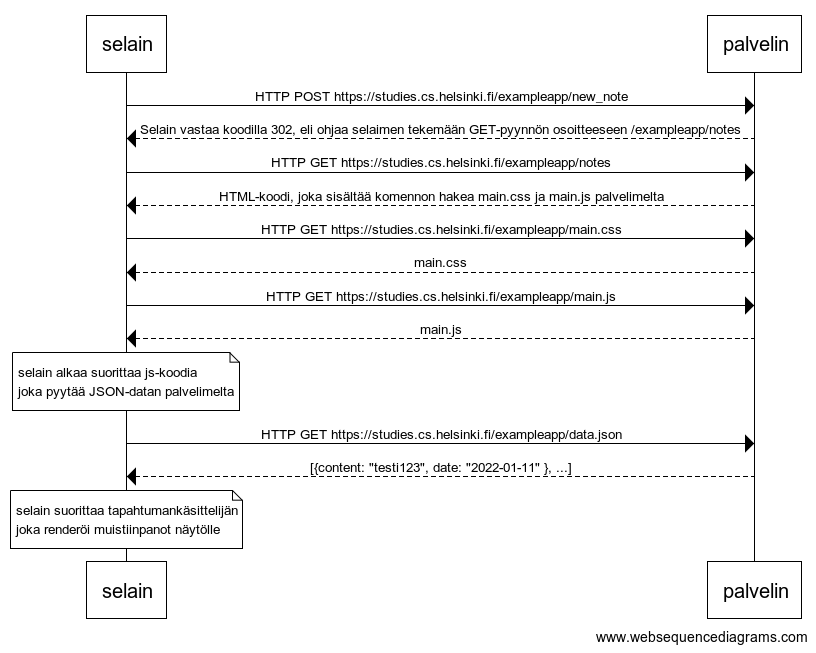 selain palvelin
HTTP POST https://studies.cs.helsinki.fi/exampleapp/new_note
Selain vastaa koodilla 302, eli ohjaa selaimen tekemään GET-pyynnön osoitteeseen /exampleapp/notes
HTTP GET https://studies.cs.helsinki.fi/exampleapp/notes
HTML-koodi, joka sisältää komennon hakea main.css ja main.js palvelimelta
HTTP GET https://studies.cs.helsinki.fi/exampleapp/main.css
main.css
HTTP GET https://studies.cs.helsinki.fi/exampleapp/main.js
main.js
selain alkaa suorittaa js-koodia
joka pyytää JSON-datan palvelimelta
HTTP GET https://studies.cs.helsinki.fi/exampleapp/data.json
[{content: "testi123", date: "2022-01-11" }, ...]
selain suorittaa tapahtumankäsittelijän
joka renderöi muistiinpanot näytölle
selain palvelin
www.websequencediagrams.com